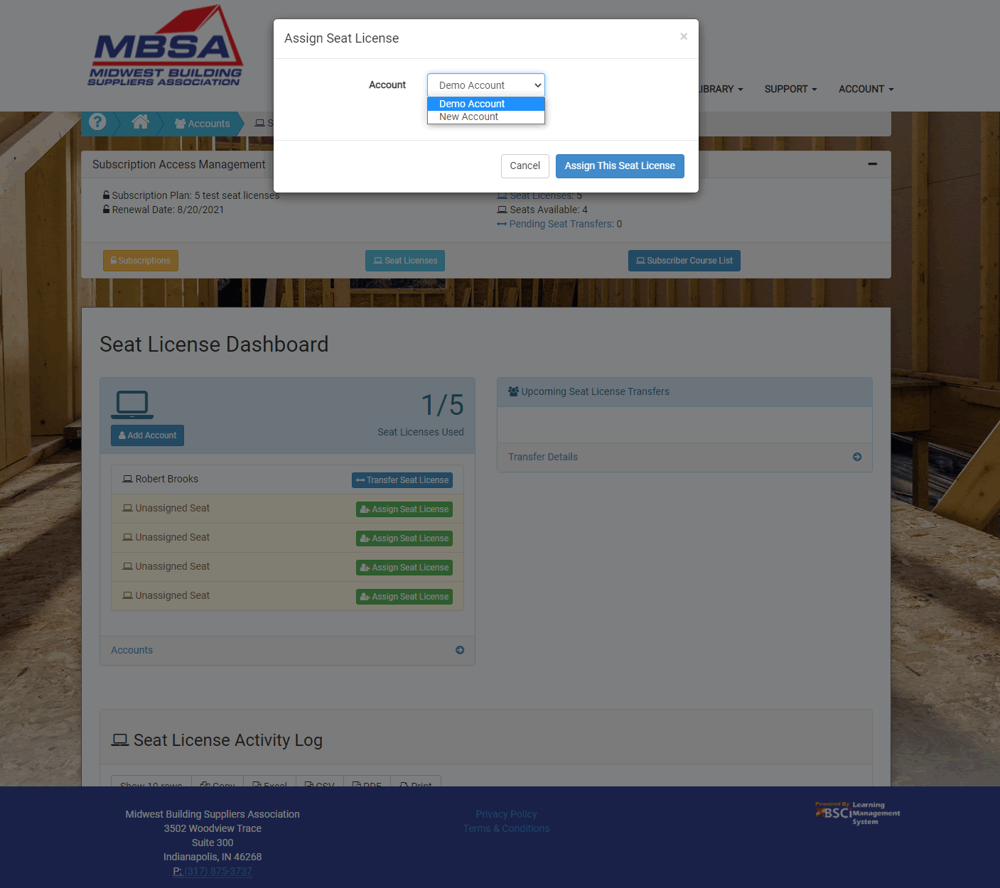 MBSA
MIDWEST BUILDING
SUPPLIERS ASSOCIATION
LIBRARY
SUPPORT
ACCOUNT
Assign Seat License
×
Account
Demo Account
Demo Account
New Account
Cancel
Assign This Seat License
Accounts
S
Subscription Access Management
Subscription Plan: 5 test seat licenses
Renewal Date: 8/20/2021
Seat Licenses: 5
Seats Available: 4
Pending Seat Transfers: 0
Subscriptions
Seat Licenses
Subscriber Course List
Seat License Dashboard
1/5
Add Account
Seat Licenses Used
Robert Brooks
Transfer Seat License
Unassigned Seat
Assign Seat License
Unassigned Seat
Assign Seat License
Unassigned Seat
Assign Seat License
Unassigned Seat
Assign Seat License
Accounts
Upcoming Seat License Transfers
Transfer Details
Seat License Activity Log
Show 10 rows
Copy
Excel
CSV
PDF
Print
Midwest Building Suppliers Association
3502 Woodview Trace
Suite 300
Indianapolis, IN 46268
P: (317) 875-3737
Privacy Policy
Terms & Conditions
Powered By
BSCi
Learning
Management
System